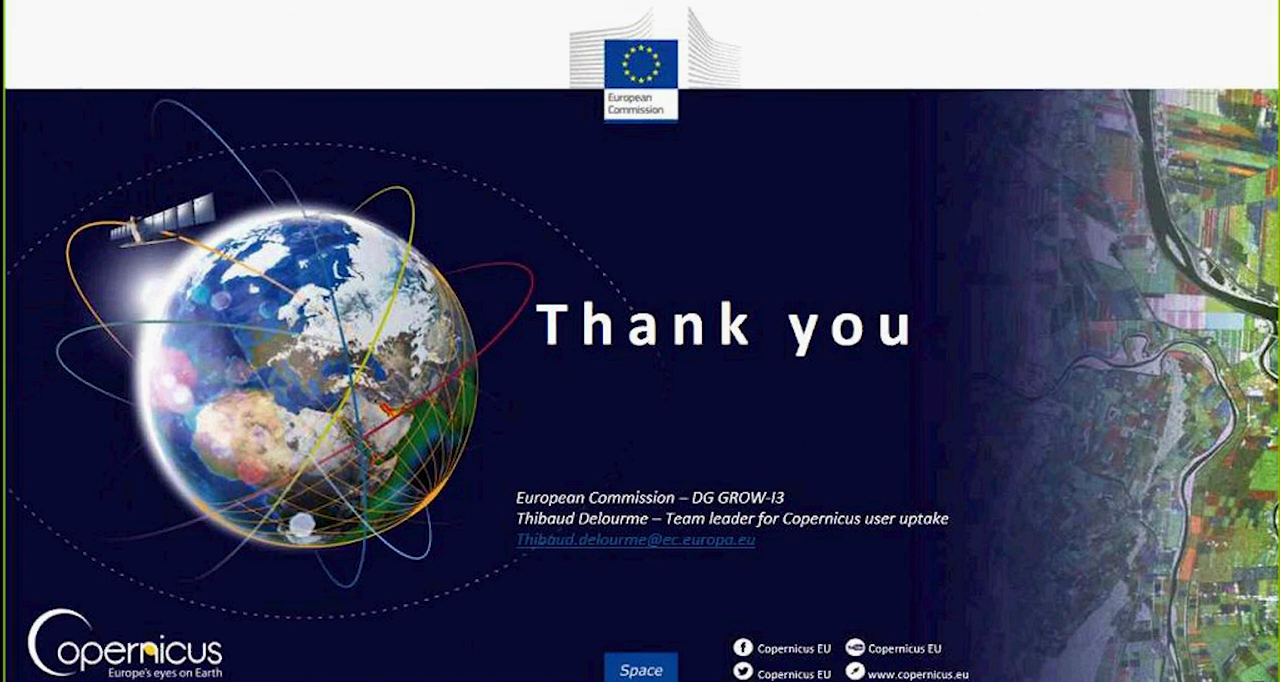 European
Commission
Thank you
European Commission – DG GROW-I3
Thibaud Delourme – Team leader for Copernicus user uptake
Thibaud.delourme@ec.europa.eu
Copernicus
Europe's eyes on Earth
Space
Copernicus EU
Copernicus EU
Copernicus EU
www.copernicus.eu